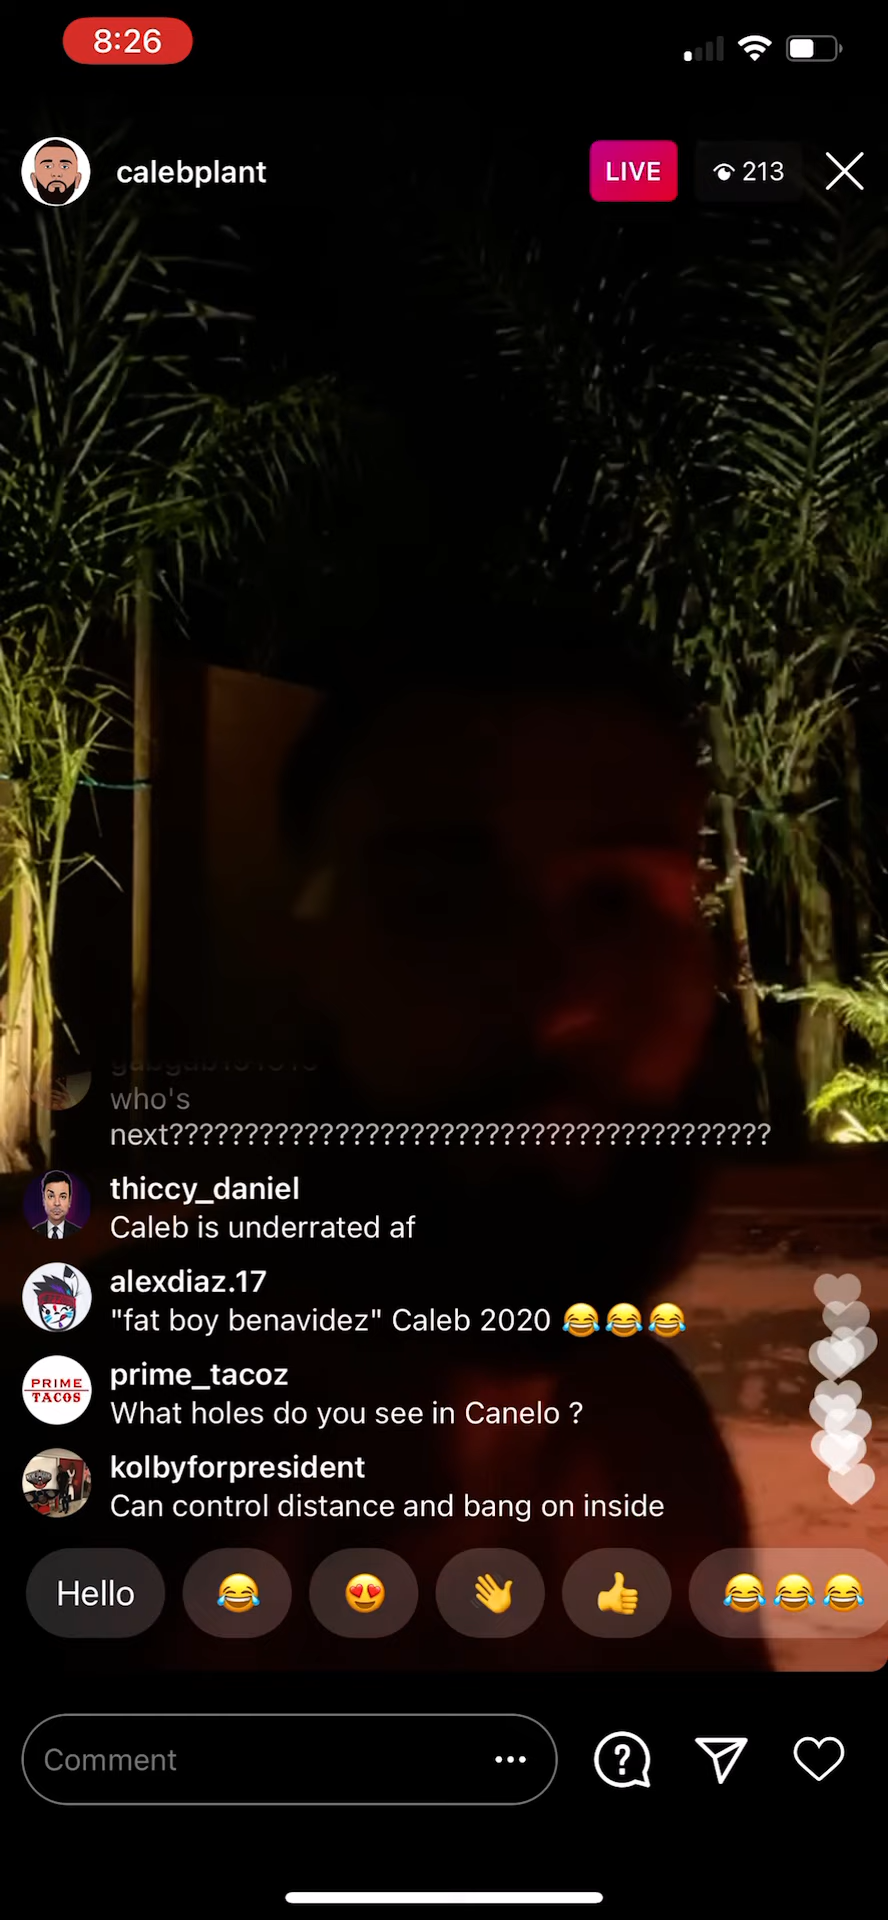 8:26
calebplant
LIVE
213
who's
next????????????????????????????????????????
thiccy_daniel
Caleb is underrated af
alexdiaz.17
"fat boy benavidez" Caleb 2020 😂😂😂
PRIME
TACOS
prime_tacoz
What holes do you see in Canelo ?
kolbyforpresident
Can control distance and bang on inside
Hello 😂 😍 👋 👍 😂😂😂
Comment